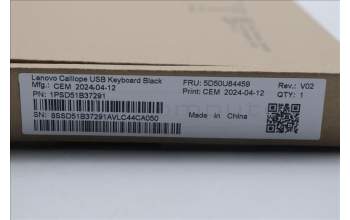 Lenovo Calliope USB Keyboard Black
Mfg.: CEM 2024-04-12
PN: 1PSD51B37291
FRU: 5D50U84459
Print: CEM 2024-04-12
Rev.: V02
QTY: 1
SN: 8SSD51B37291AVLC44CA050
Made in China